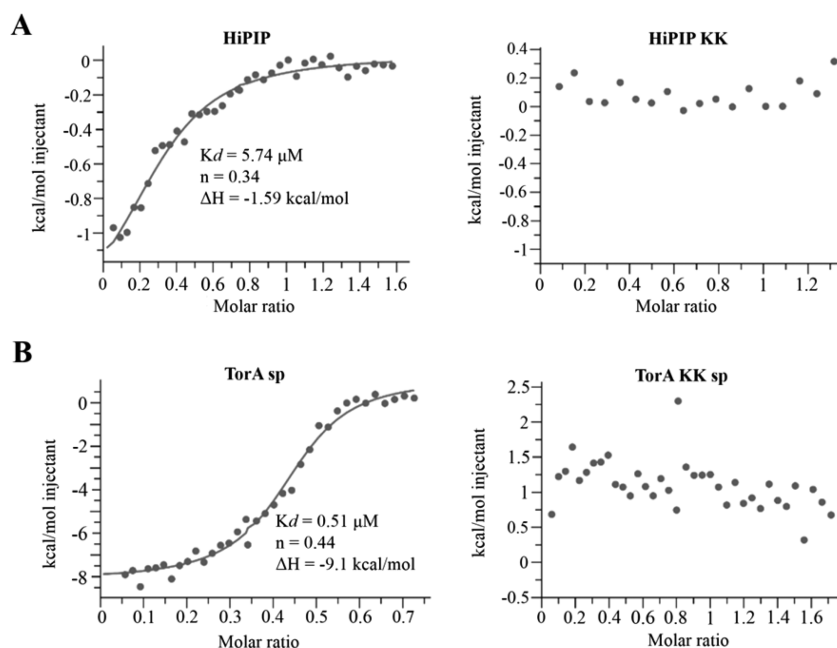 A
HiPIP
kcal/mol injectant
0
-0.2
-0.4
-0.6
-0.8
-1
Kd = 5.74 μM
n = 0.34
ΔH = -1.59 kcal/mol
0 0.2 0.4 0.6 0.8 1 1.2 1.4 1.6
Molar ratio
HiPIP KK
kcal/mol injectant
0.4
0.2
0
-0.2
-0.4
-0.6
-0.8
-1
0 0.2 0.4 0.6 0.8 1 1.2
Molar ratio
B
TorA sp
kcal/mol injectant
0
-2
-4
-6
-8
Kd = 0.51 μM
n = 0.44
ΔH = -9.1 kcal/mol
0 0.1 0.2 0.3 0.4 0.5 0.6 0.7
Molar ratio
TorA KK sp
kcal/mol injectant
2.5
2
1.5
1
0.5
0
-0.5
0 0.2 0.4 0.6 0.8 1 1.2 1.4 1.6
Molar ratio